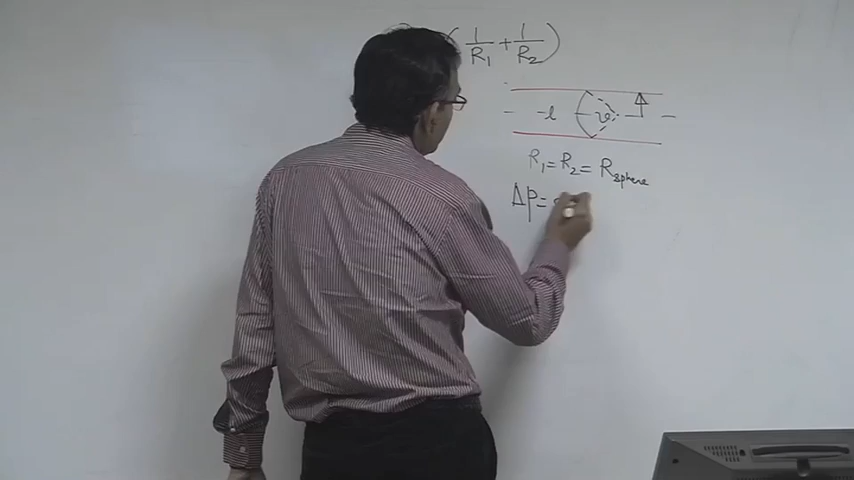 (1/R₁ + 1/R₂)
l
R₁ = R₂ = R_sphere
ΔP =